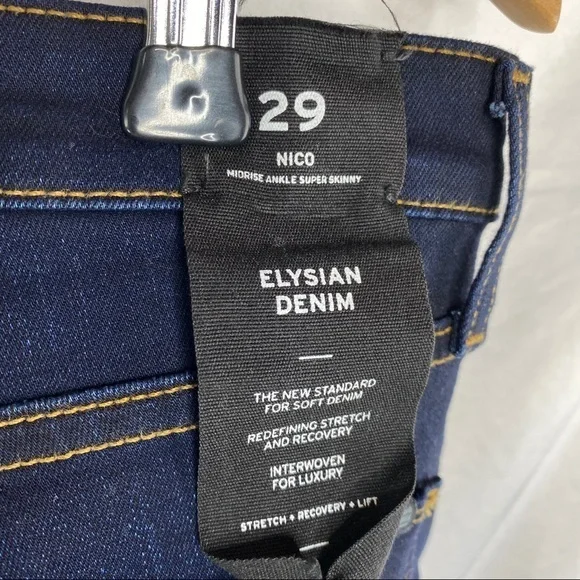 29
NICO
MIDRISE ANKLE SUPER SKINNY
ELYSIAN
DENIM
THE NEW STANDARD
FOR SOFT DENIM
REDEFINING STRETCH
AND RECOVERY
INTERWOVEN
FOR LUXURY
STRETCH + RECOVERY + LIFT